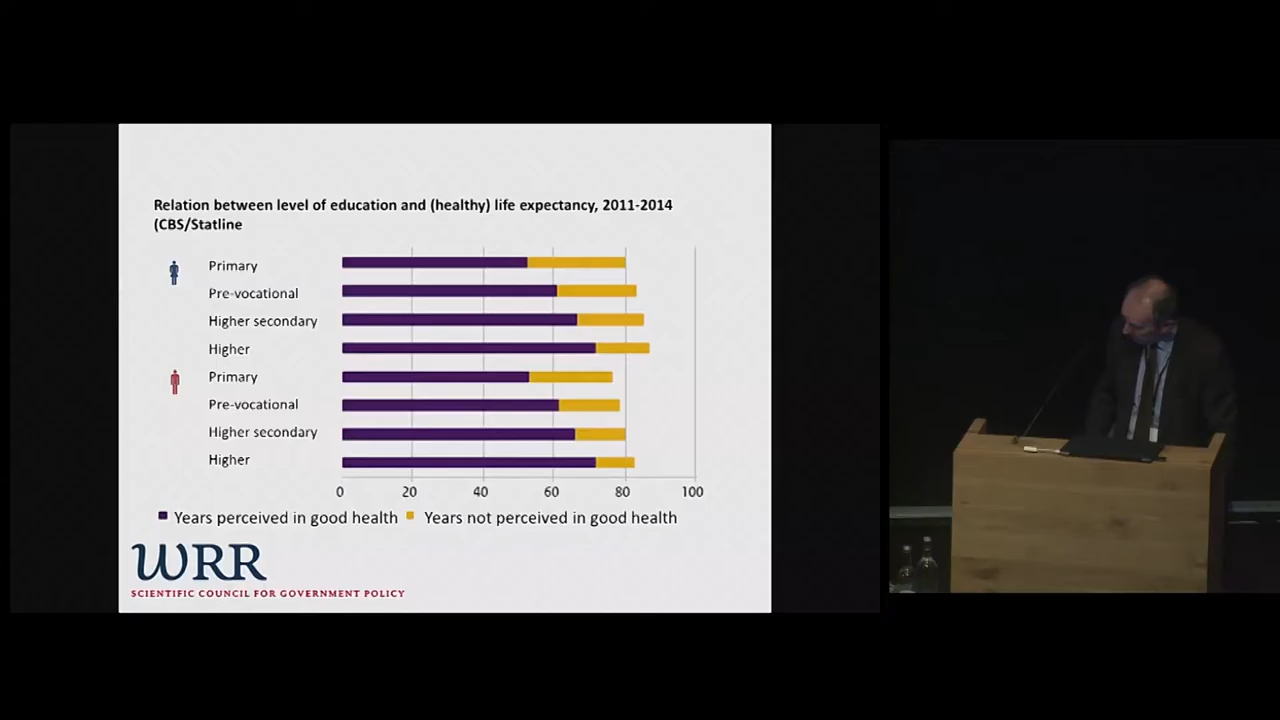 Relation between level of education and (healthy) life expectancy, 2011-2014
(CBS/Statline
Primary
Pre-vocational
Higher secondary
Higher
Primary
Pre-vocational
Higher secondary
Higher
0 20 40 60 80 100
Years perceived in good health Years not perceived in good health
WRR
SCIENTIFIC COUNCIL FOR GOVERNMENT POLICY